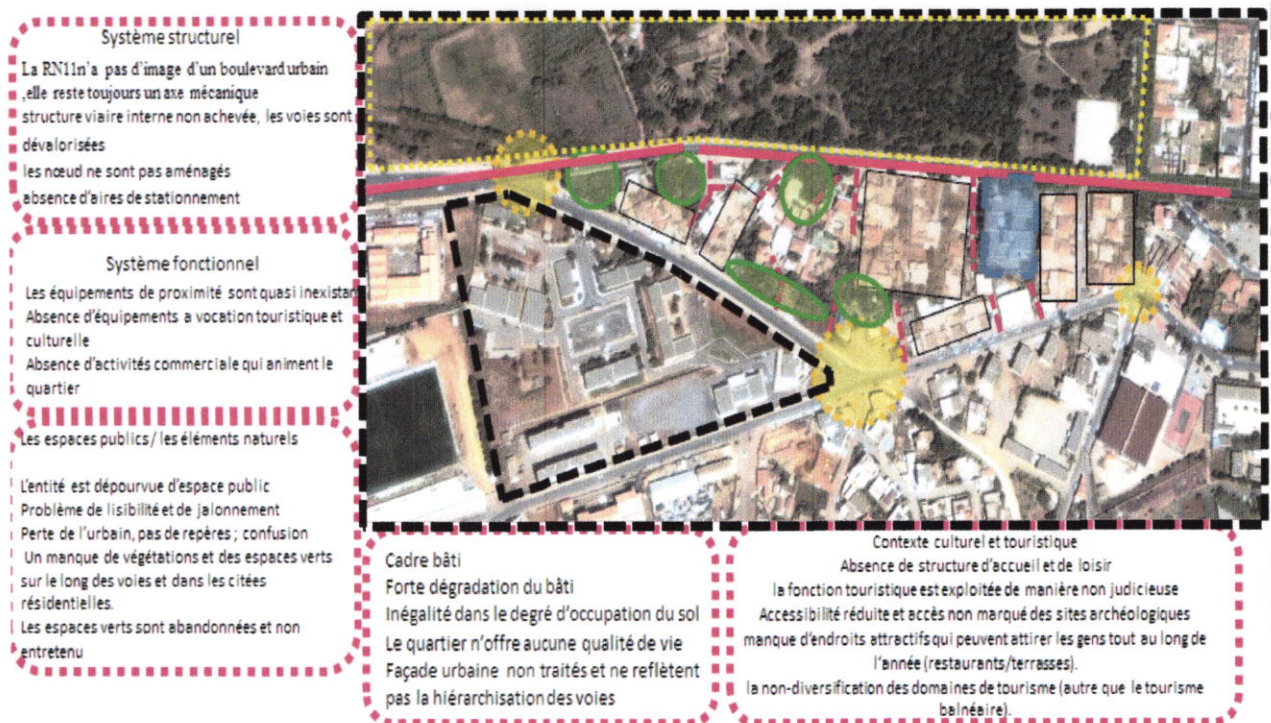 Système structurel
La RN11n'a pas d'image d'un boulevard urbain
,elle reste toujours un axe mécanique
structure viaire interne non achevée, les voies sont
dévalorisées
les nœud ne sont pas aménagés
absence d'aires de stationnement
Système fonctionnel
Les équipements de proximité sont quasi inexistan
Absence d'équipements a vocation touristique et
culturelle
Absence d'activités commerciale qui animent le
quartier
Les espaces publics / les éléments naturels
L'entité est dépourvue d'espace public
Problème de lisibilité et de jalonnement
Perte de l'urbain, pas de repères ; confusion
Un manque de végétations et des espaces verts
sur le long des voies et dans les citées
résidentielles.
Les espaces verts sont abandonnées et non
entretenu
Cadre bâti
Forte dégradation du bâti
Inégalité dans le degré d'occupation du sol
Le quartier n'offre aucune qualité de vie
Façade urbaine non traités et ne reflètent
pas la hiérarchisation des voies
Contexte culturel et touristique
Absence de structure d'accueil et de loisir
la fonction touristique est exploitée de manière non judicieuse
Accessibilité réduite et accès non marqué des sites archéologiques
manque d'endroits attractifs qui peuvent attirer les gens tout au long de
l'année (restaurants/terrasses).
la non-diversification des domaines de tourisme (autre que le tourisme
balnéaire).